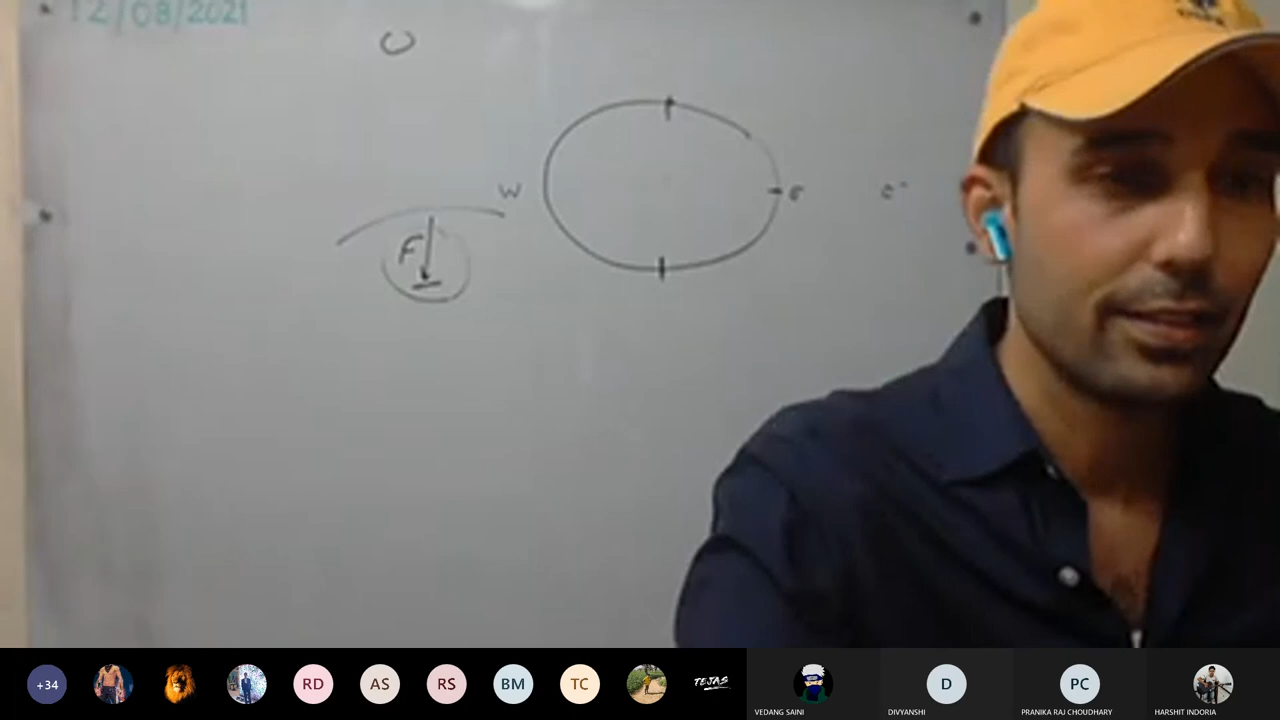 12/08/2021
W
E
e-
F
+34
RD
AS
RS
BM
TC
TEJAS
D
PC
VEDANG SAINI
DIVYANSHI
PRANIKA RAJ CHOUDHARY
HARSHIT INDORIA